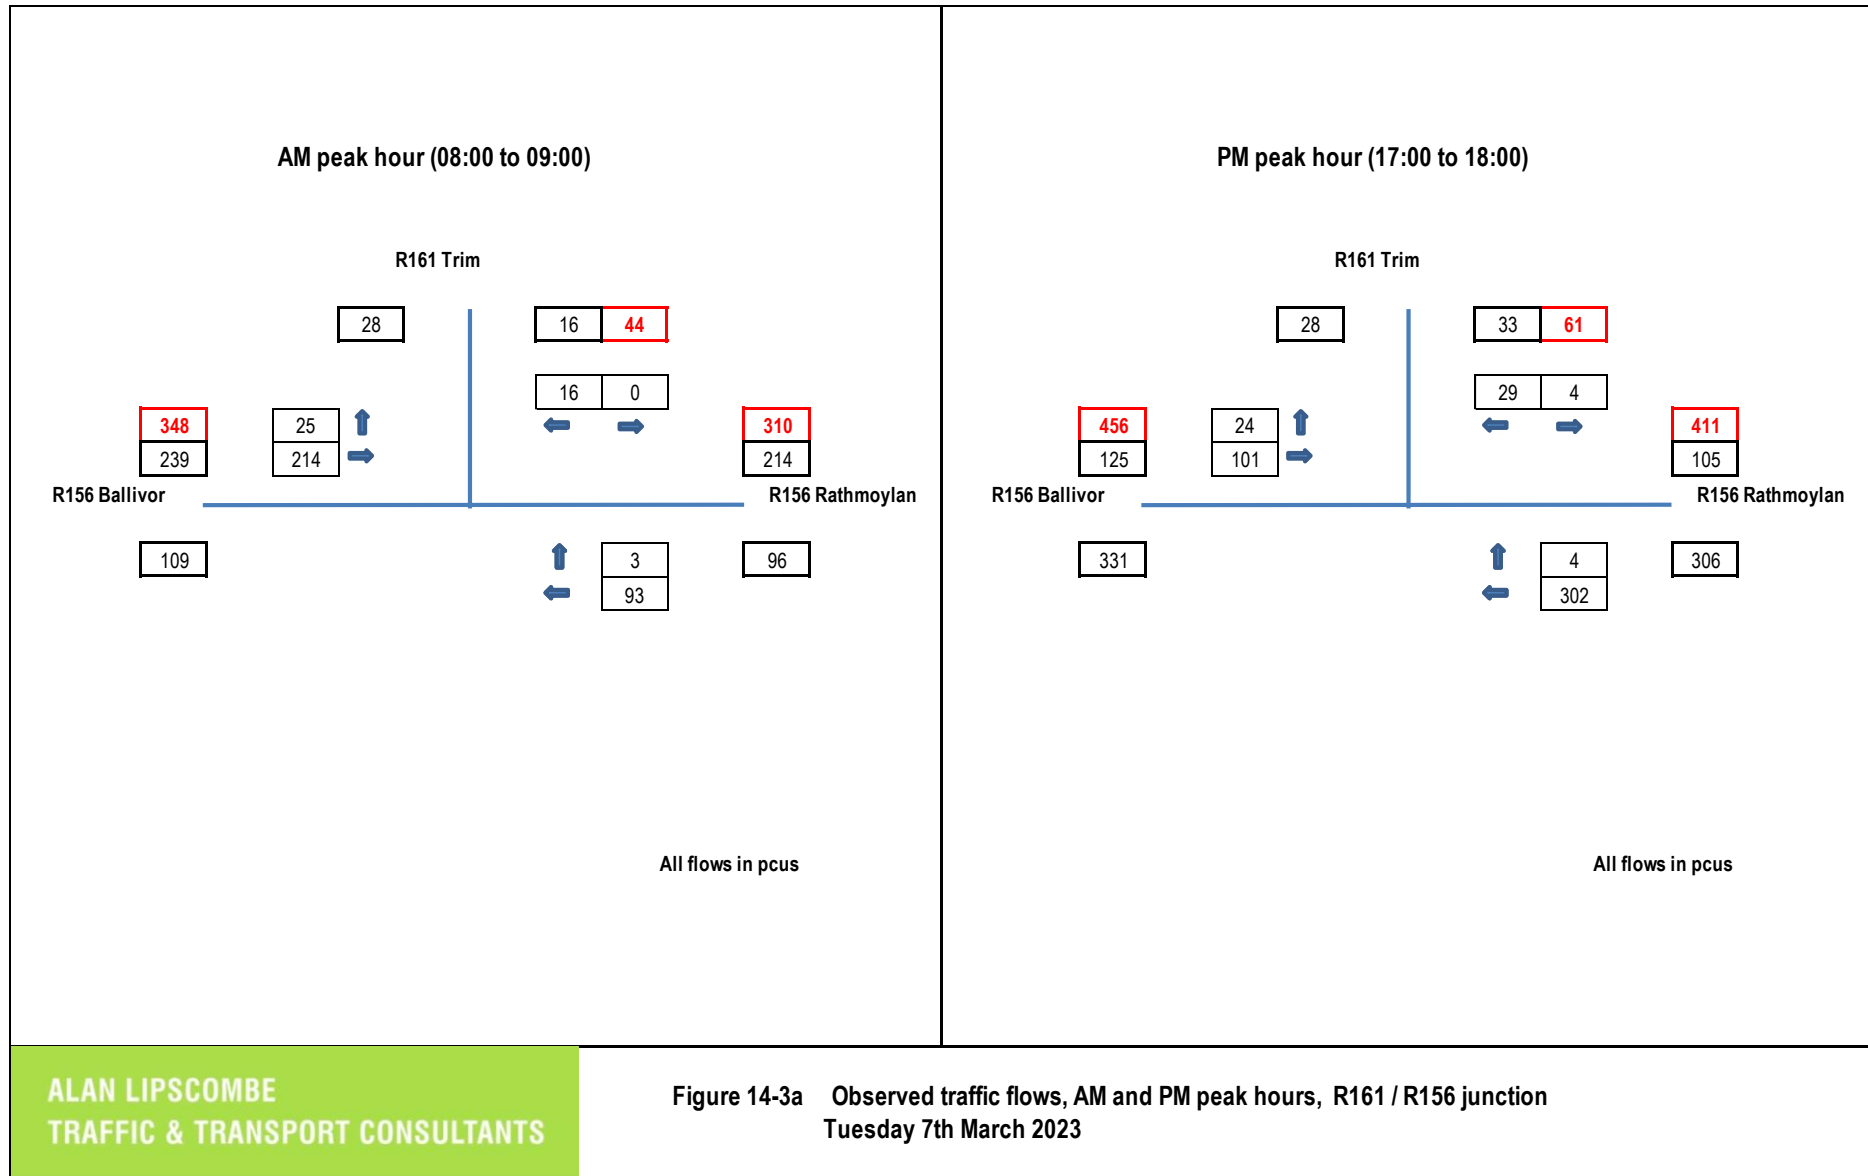 AM peak hour (08:00 to 09:00)
R161 Trim
28
16 44
16 0
348
25
310
239
214
214
R156 Ballivor
R156 Rathmoylan
109
3
96
93
All flows in pcus
PM peak hour (17:00 to 18:00)
R161 Trim
28
33 61
29 4
456
24
411
125
101
105
R156 Ballivor
R156 Rathmoylan
331
4
306
302
All flows in pcus
ALAN LIPSCOMBE
TRAFFIC & TRANSPORT CONSULTANTS
Figure 14-3a Observed traffic flows, AM and PM peak hours, R161 / R156 junction
Tuesday 7th March 2023